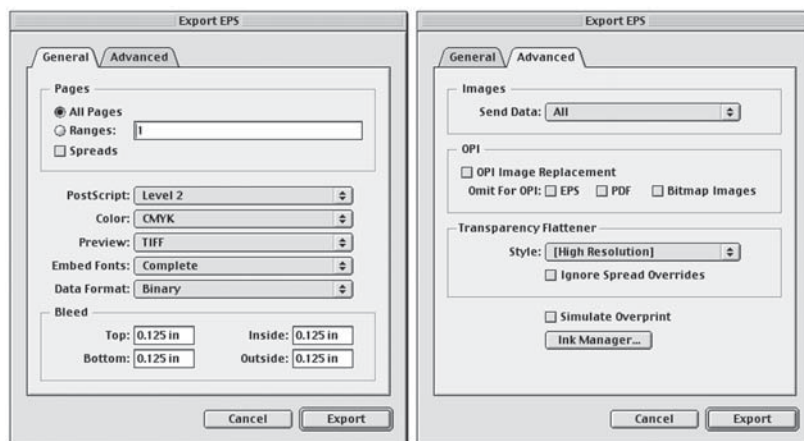 Export EPS
General Advanced
Pages
All Pages
Ranges: 1
Spreads
PostScript: Level 2
Color: CMYK
Preview: TIFF
Embed Fonts: Complete
Data Format: Binary
Bleed
Top: 0.125 in Inside: 0.125 in
Bottom: 0.125 in Outside: 0.125 in
Cancel Export
Export EPS
General Advanced
Images
Send Data: All
OPI
OPI Image Replacement
Omit For OPI: EPS PDF Bitmap Images
Transparency Flattener
Style: [High Resolution]
Ignore Spread Overrides
Simulate Overprint
Ink Manager...
Cancel Export